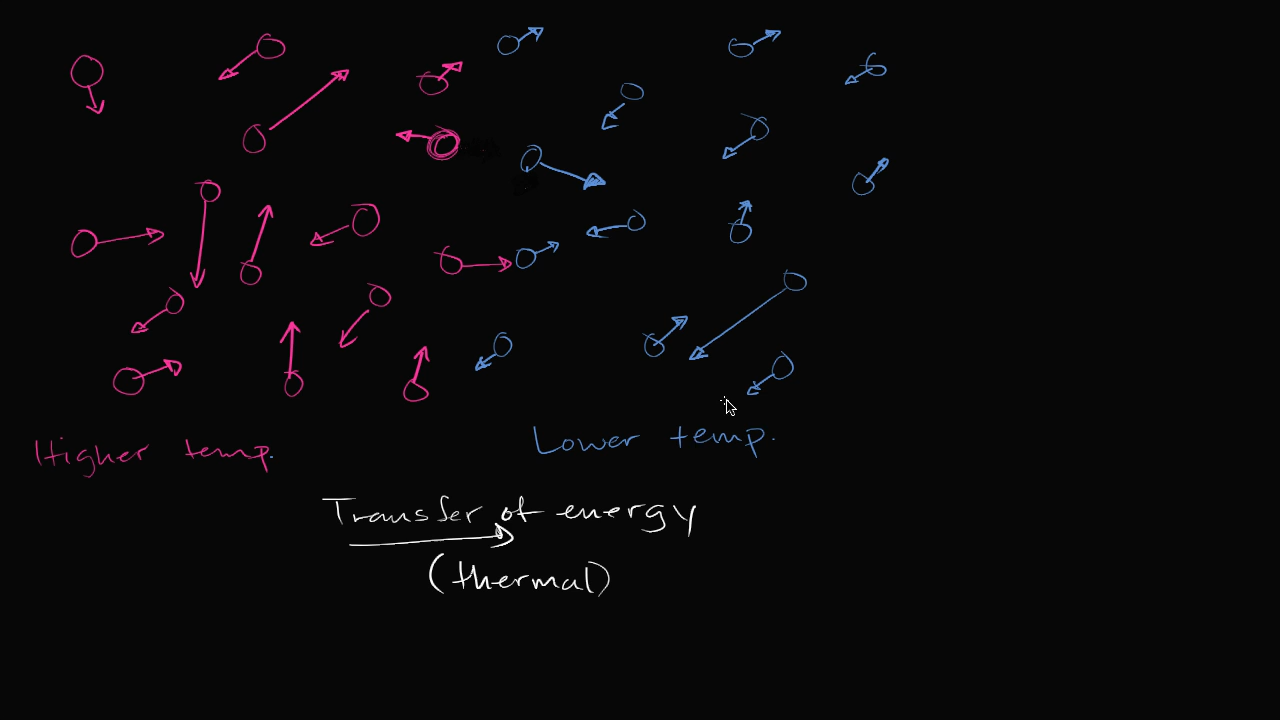 Higher temp.
Lower temp.
Transfer of energy
(thermal)